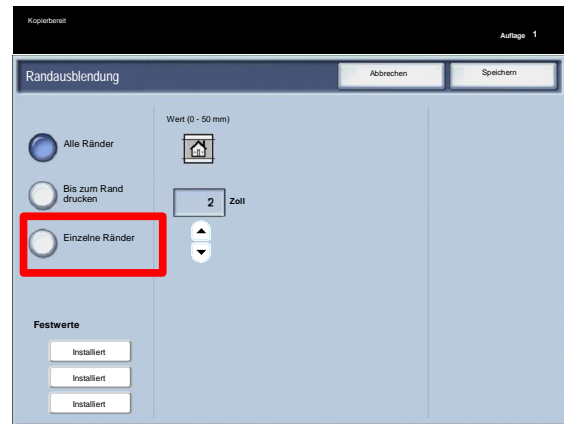 Kopierbereit
Auflage 1
Randausblendung
Abbrechen
Speichern
Wert (0 - 50 mm)
Alle Ränder
Bis zum Rand
drucken
2 Zoll
Einzelne Ränder
Festwerte
Installiert
Installiert
Installiert